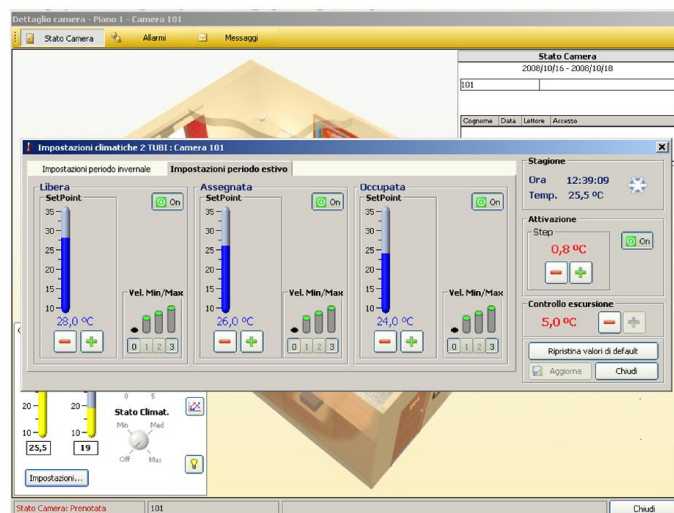 Dettaglio camera - Piano 1 - Camera 101
Stato Camera Allarmi Messaggi
Stato Camera
2008/10/16 - 2008/10/18
101
Cognome Data Lettore Accesso
Impostazioni climatiche 2 TUBI : Camera 101
Impostazioni periodo invernale Impostazioni periodo estivo
Libera
SetPoint
On
35
30
25
20
15
10
28,0 ºC
Vel. Min/Max
0 1 2 3
Assegnata
SetPoint
On
35
30
25
20
15
10
26,0 ºC
Vel. Min/Max
0 1 2 3
Occupata
SetPoint
On
35
30
25
20
15
10
24,0 ºC
Vel. Min/Max
0 1 2 3
Stagione
Ora 12:39:09
Temp. 25,5 ºC
Attivazione
Step
0,8 ºC
On
Controllo escursione
5,0 ºC
Ripristina valori di default
Aggiorna Chiudi
20 20
10 10
25,5 19
0 5
Stato Climat.
Min Med
Off Max
Impostazioni...
Stato Camera: Prenotata 101 Chiudi